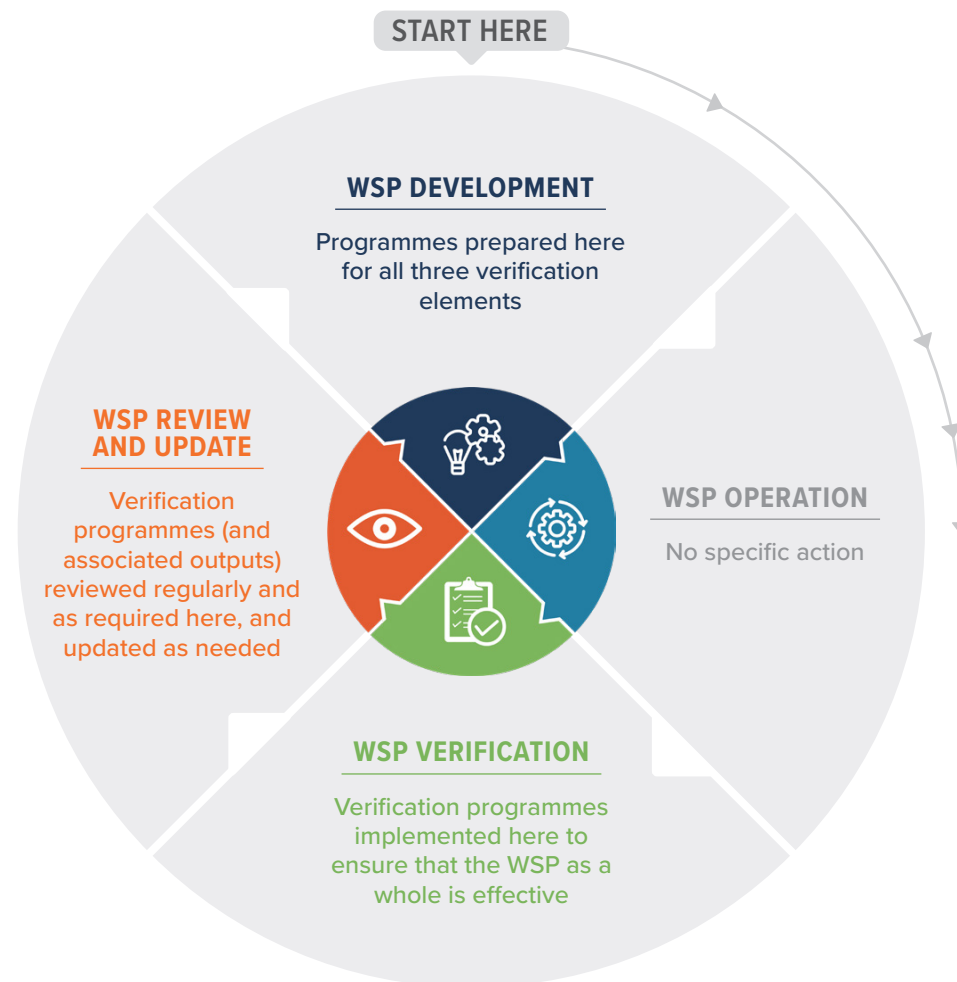 START HERE
WSP DEVELOPMENT
Programmes prepared here
for all three verification
elements
WSP OPERATION
No specific action
WSP VERIFICATION
Verification programmes
implemented here to
ensure that the WSP as a
whole is effective
WSP REVIEW
AND UPDATE
Verification
programmes (and
associated outputs)
reviewed regularly and
as required here, and
updated as needed